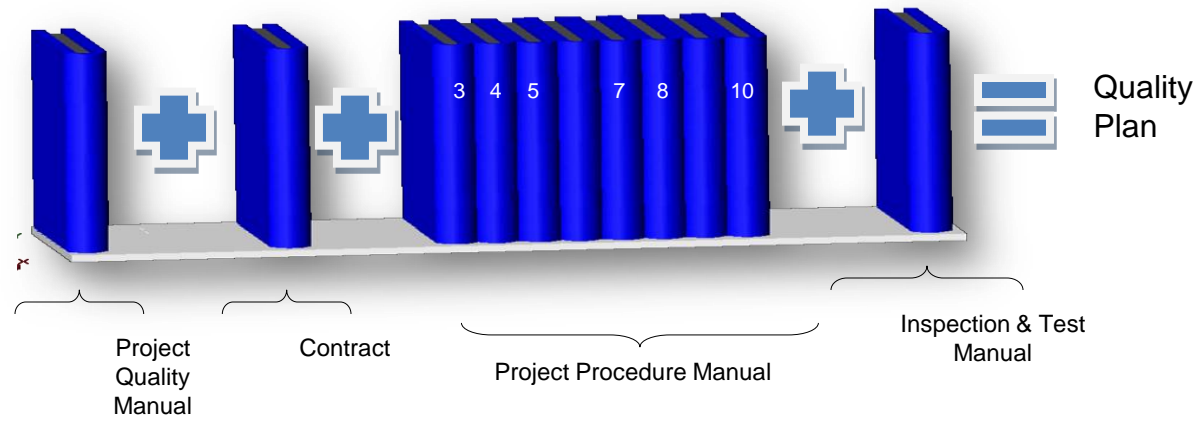 3 4 5 7 8 10
Quality
Plan
Project
Quality
Manual
Contract
Project Procedure Manual
Inspection & Test
Manual